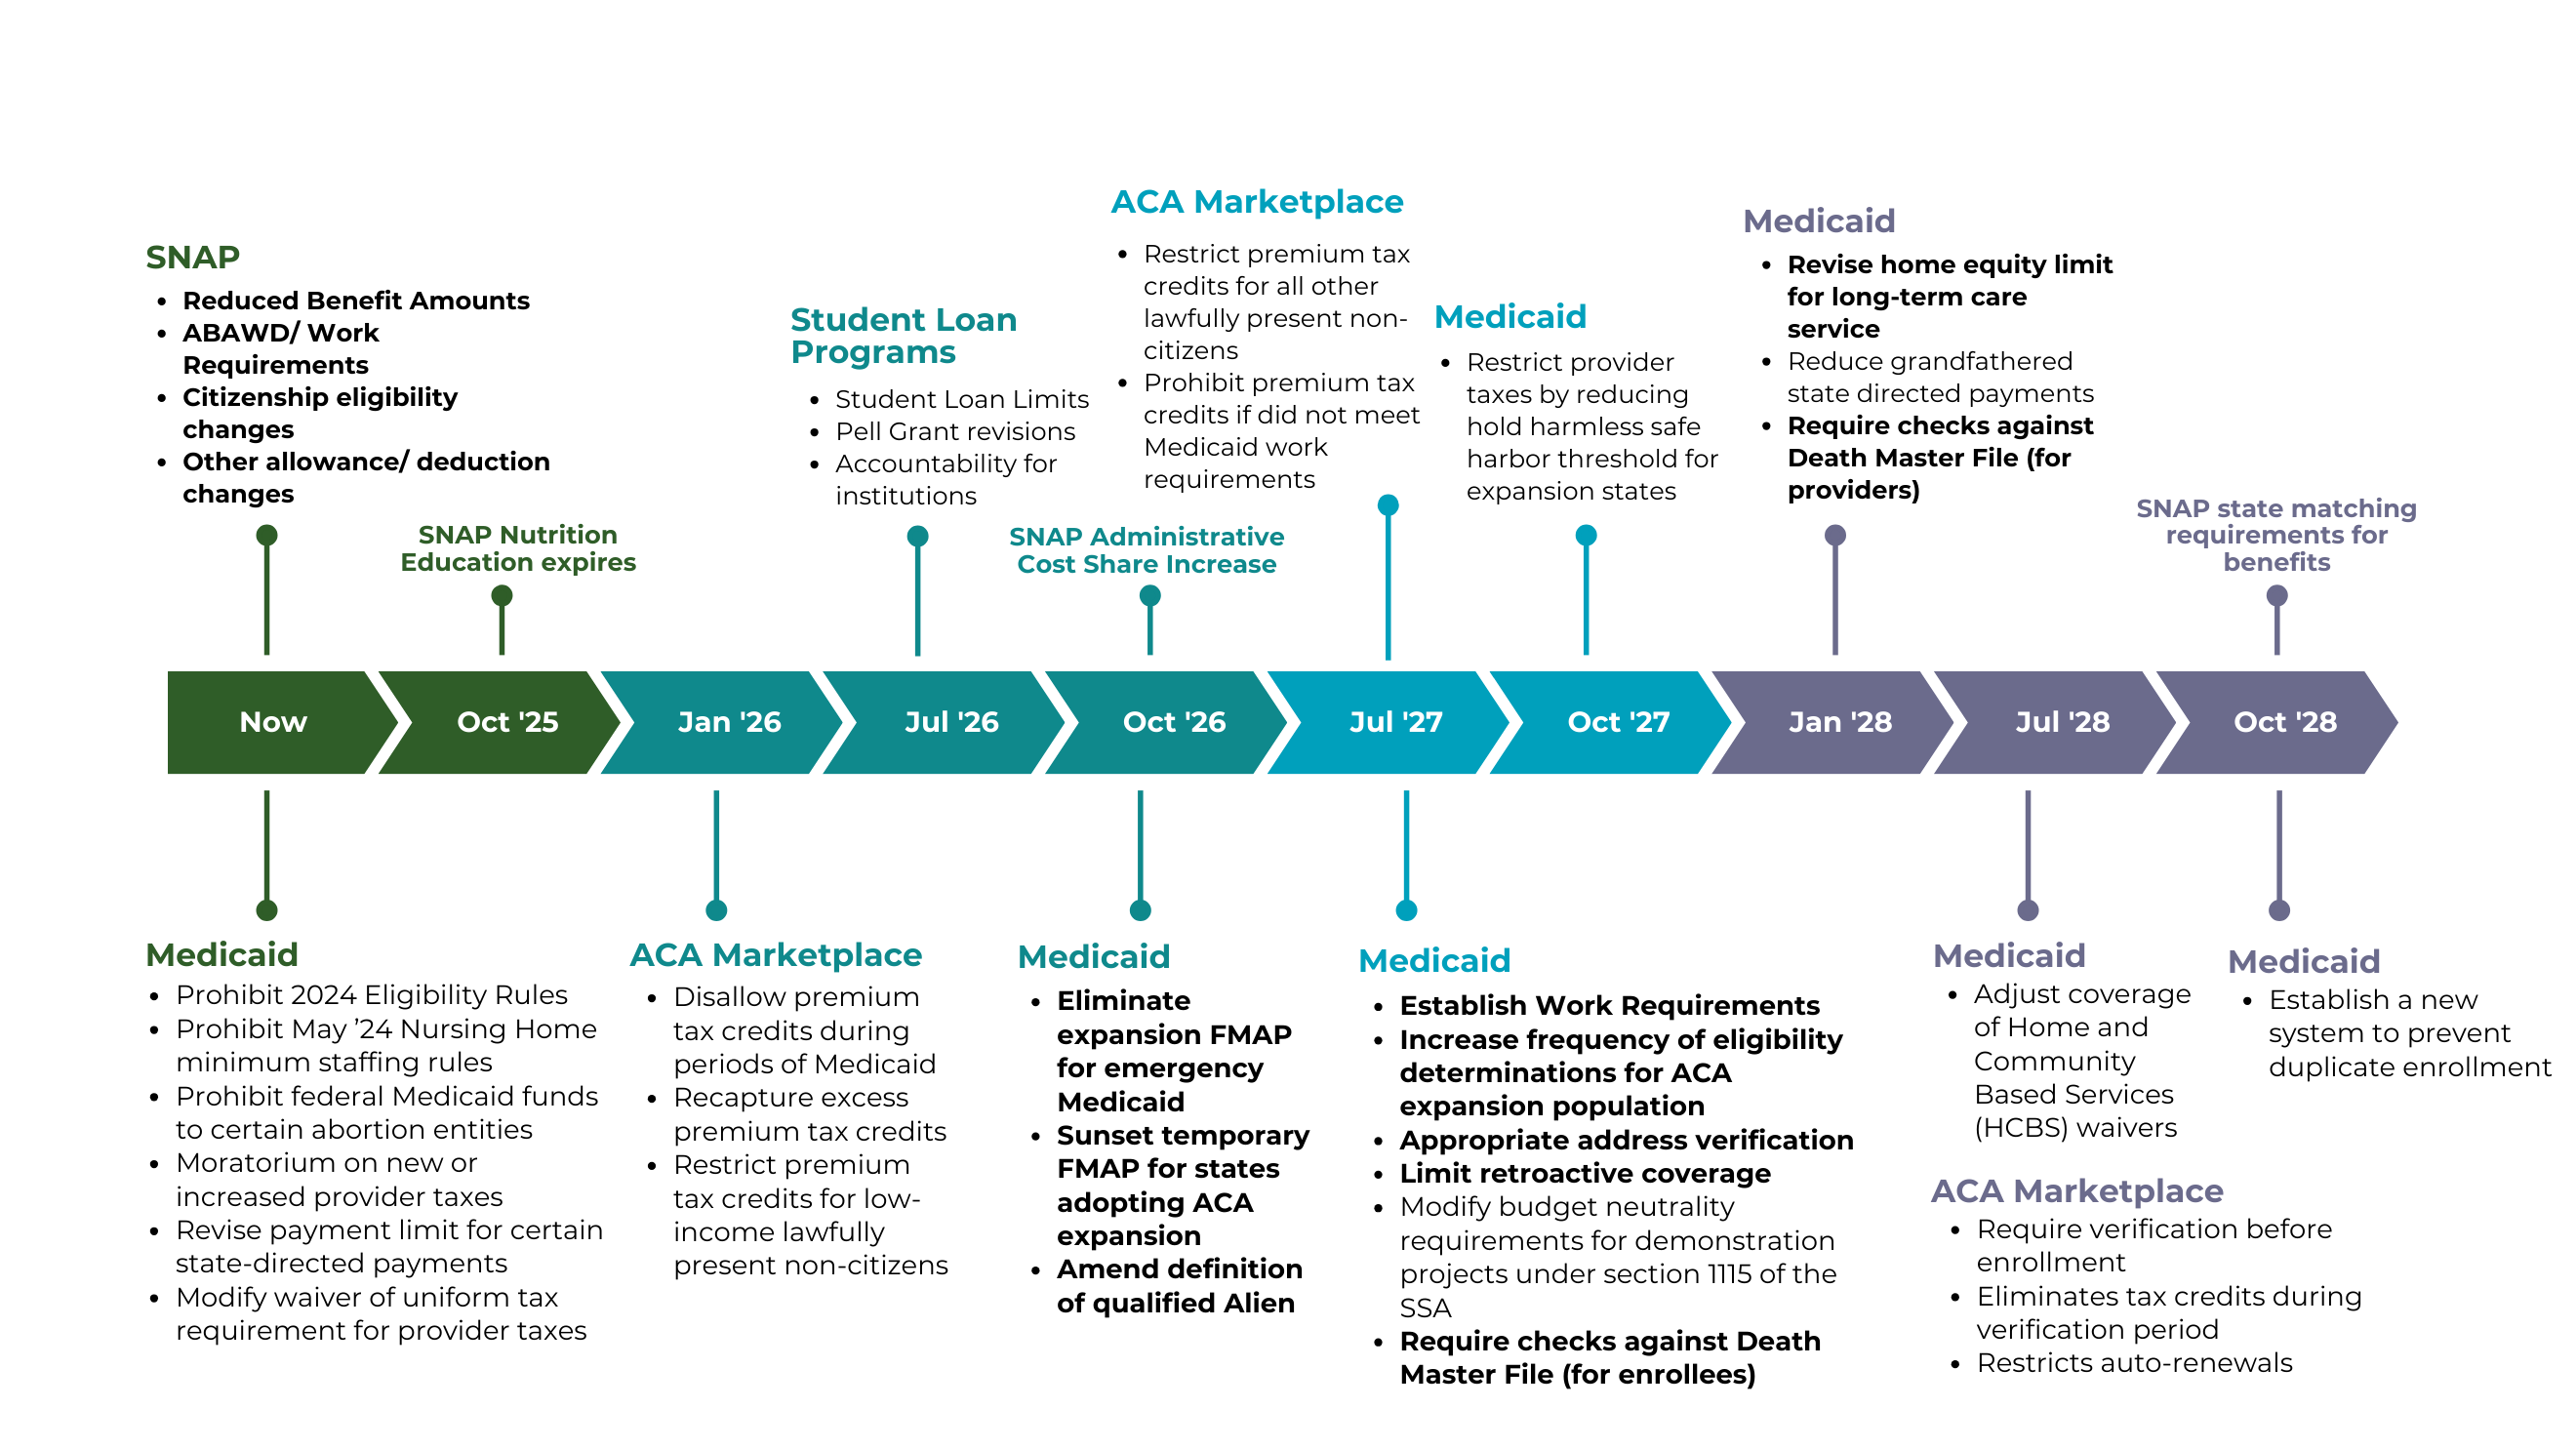 SNAP
• Reduced Benefit Amounts
• ABAWD/ Work
Requirements
• Citizenship eligibility
changes
• Other allowance/ deduction
changes
SNAP Nutrition
Education expires
Student Loan
Programs
• Student Loan Limits
• Pell Grant revisions
• Accountability for
institutions
SNAP Administrative
Cost Share Increase
ACA Marketplace
• Restrict premium tax
credits for all other
lawfully present non-
citizens
• Prohibit premium tax
credits if did not meet
Medicaid work
requirements
Medicaid
• Restrict provider
taxes by reducing
hold harmless safe
harbor threshold for
expansion states
Medicaid
• Revise home equity limit
for long-term care
service
• Reduce grandfathered
state directed payments
• Require checks against
Death Master File (for
providers)
SNAP state matching
requirements for
benefits
Now
Oct '25
Jan '26
Jul '26
Oct '26
Jul '27
Oct '27
Jan '28
Jul '28
Oct '28
Medicaid
• Prohibit 2024 Eligibility Rules
• Prohibit May ’24 Nursing Home
minimum staffing rules
• Prohibit federal Medicaid funds
to certain abortion entities
• Moratorium on new or
increased provider taxes
• Revise payment limit for certain
state-directed payments
• Modify waiver of uniform tax
requirement for provider taxes
ACA Marketplace
• Disallow premium
tax credits during
periods of Medicaid
• Recapture excess
premium tax credits
• Restrict premium
tax credits for low-
income lawfully
present non-citizens
Medicaid
• Eliminate
expansion FMAP
for emergency
Medicaid
• Sunset temporary
FMAP for states
adopting ACA
expansion
• Amend definition
of qualified Alien
Medicaid
• Establish Work Requirements
• Increase frequency of eligibility
determinations for ACA
expansion population
• Appropriate address verification
• Limit retroactive coverage
• Modify budget neutrality
requirements for demonstration
projects under section 1115 of the
SSA
• Require checks against Death
Master File (for enrollees)
Medicaid
• Adjust coverage
of Home and
Community
Based Services
(HCBS) waivers
ACA Marketplace
• Require verification before
enrollment
• Eliminates tax credits during
verification period
• Restricts auto-renewals
Medicaid
• Establish a new
system to prevent
duplicate enrollment